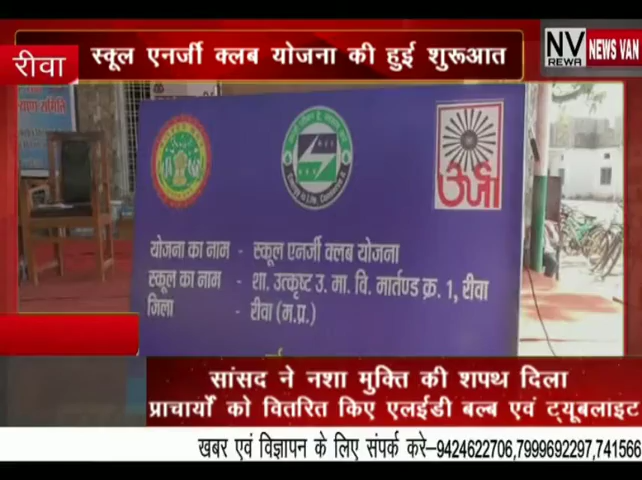 स्कूल एनर्जी क्लब योजना की हुई शुरूआत
रीवा
NV
REWA
NEWS VAN
ऊर्जा
योजना का नाम - स्कूल एनर्जी क्लब योजना
स्कूल का नाम - शा. उत्कृष्ट उ. मा. वि. मार्तण्ड क्र. 1, रीवा
जिला - रीवा (म.प्र.)
सांसद ने नशा मुक्ति की शपथ दिला
प्राचार्यों को वितरित किए एलईडी बल्ब एवं ट्यूबलाइट
खबर एवं विज्ञापन के लिए संपर्क करे–9424622706,7999692297,741566